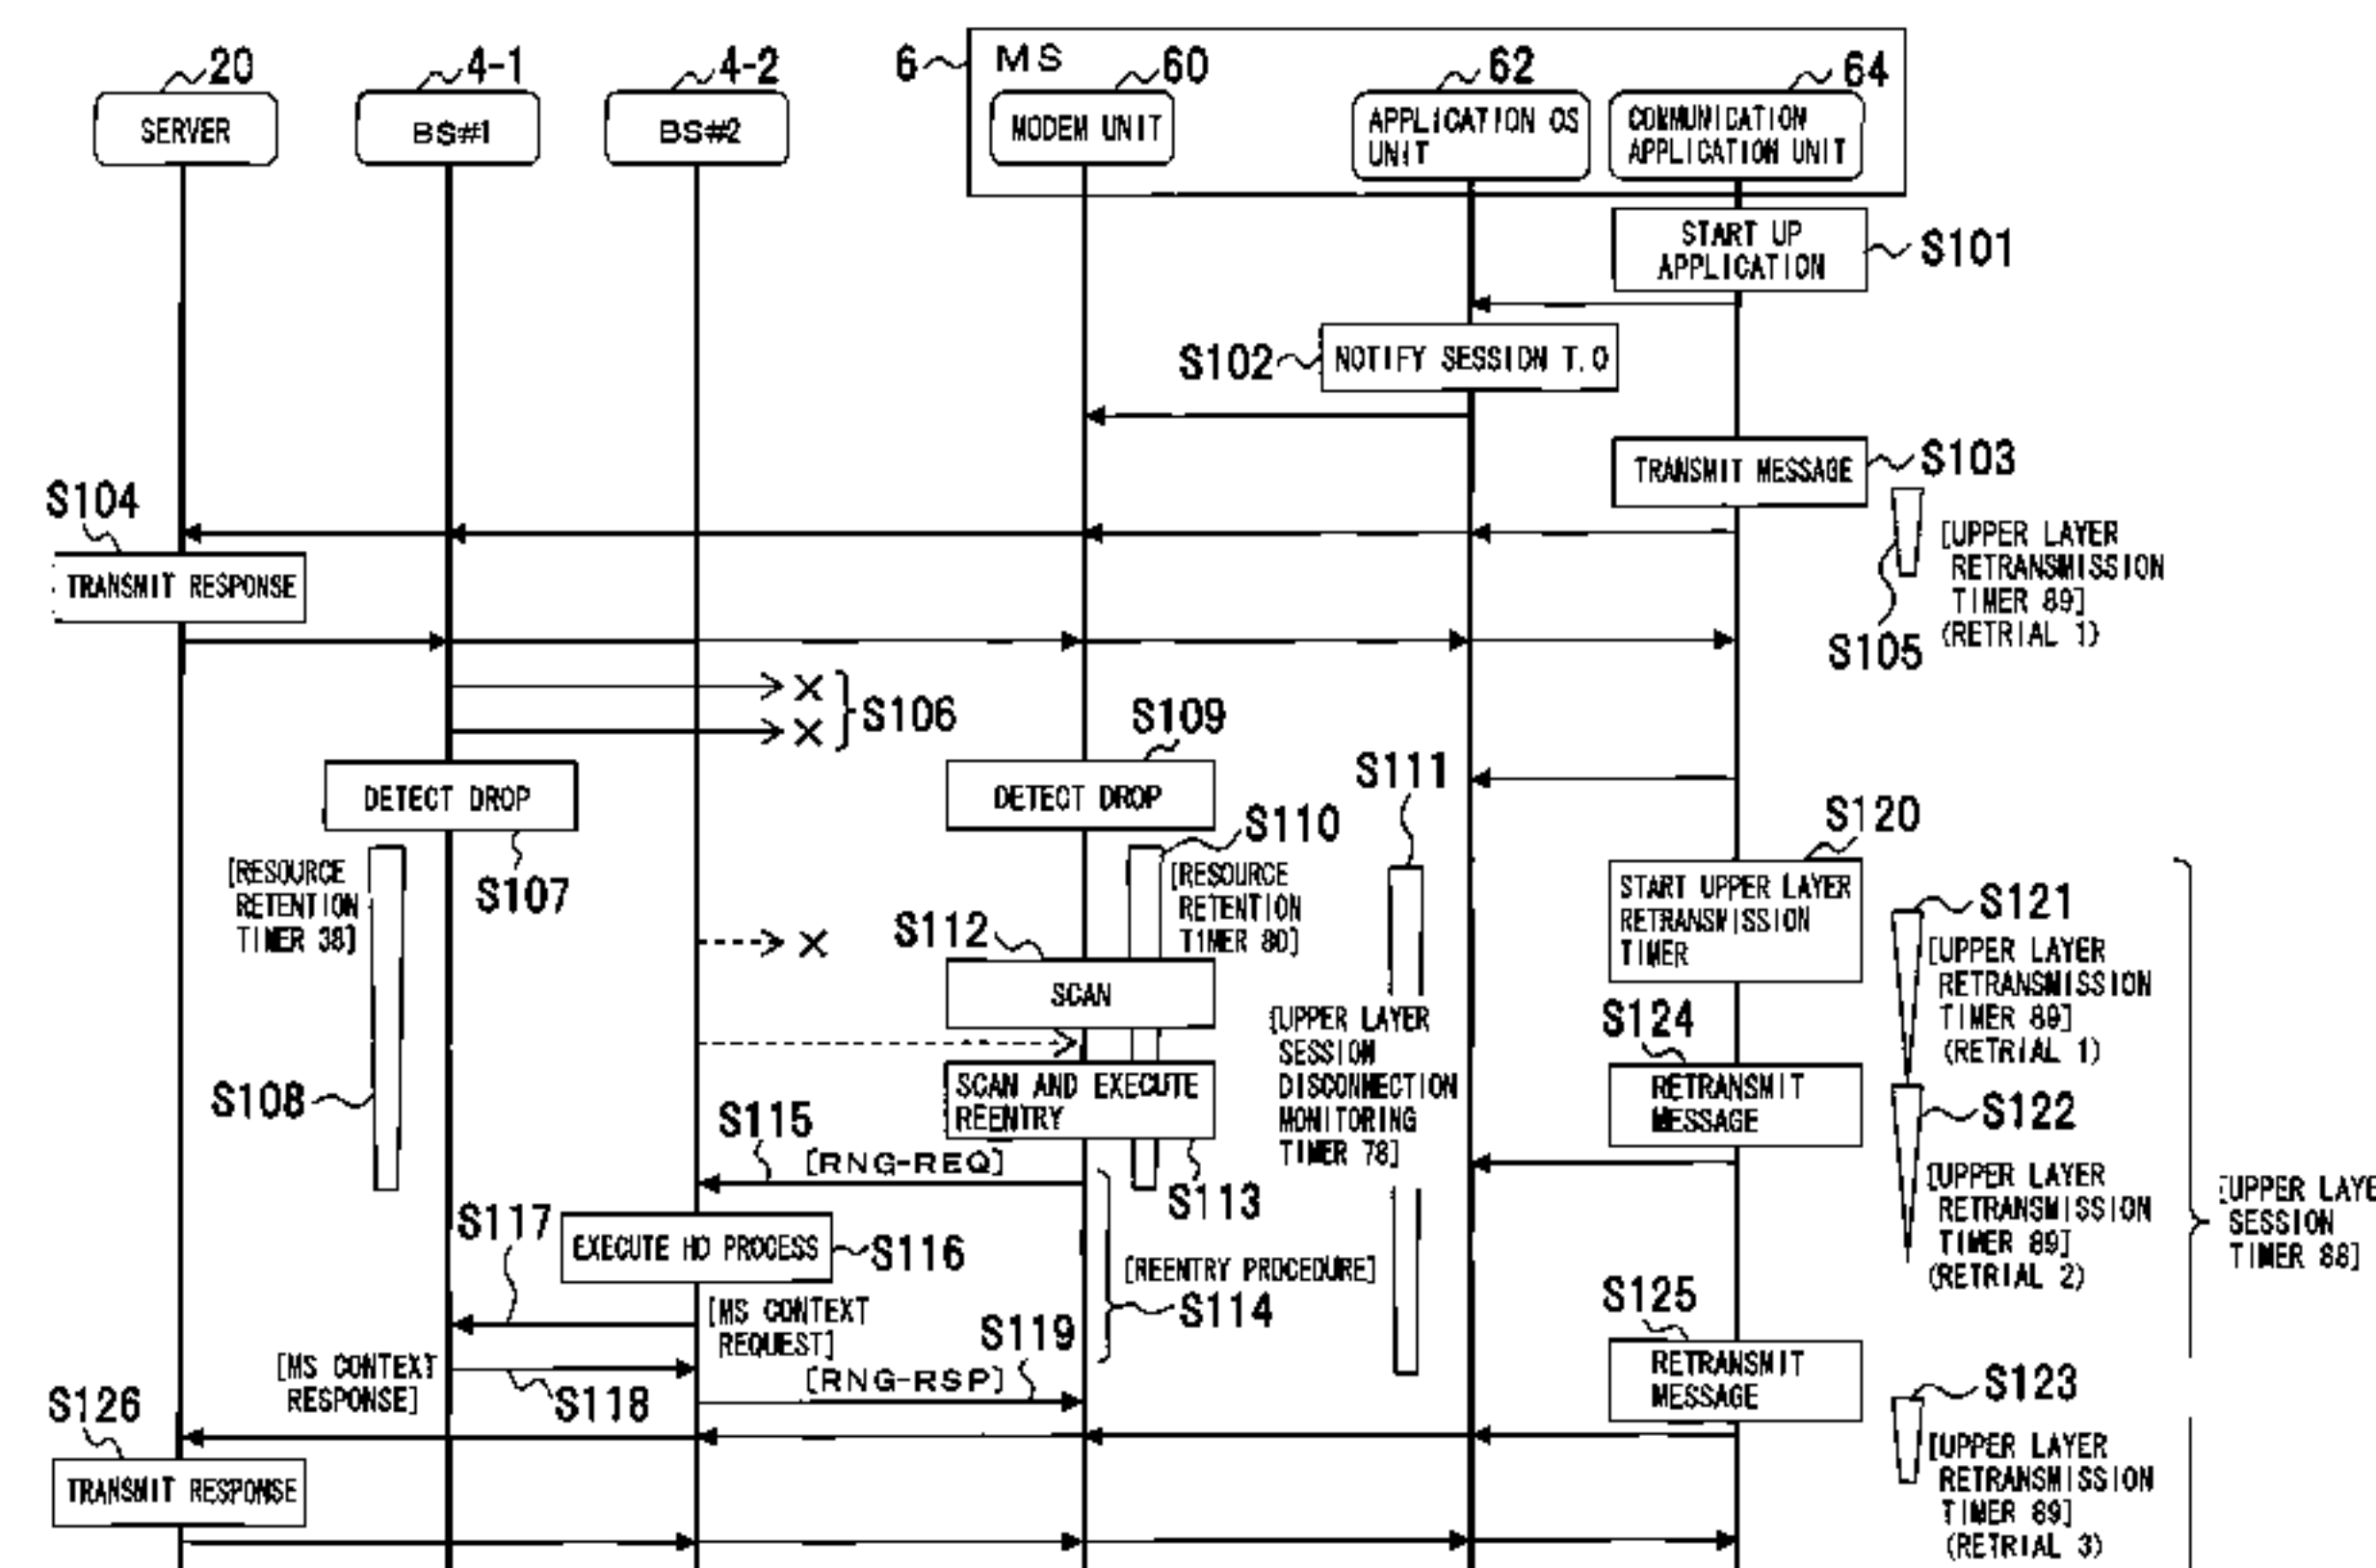 20
4-1
4-2
6
MS
60
62
64
SERVER
BS#1
BS#2
MODEM UNIT
APPLICATION OS
UNIT
COMMUNICATION
APPLICATION UNIT
START UP
APPLICATION
S101
S102
NOTIFY SESSION T.O
TRANSMIT MESSAGE
S103
S104
TRANSMIT RESPONSE
[UPPER LAYER
RETRANSMISSION
TIMER 89]
(RETRIAL 1)
S105
S106
S109
DETECT DROP
S107
DETECT DROP
S111
S110
S120
[RESOURCE
RETENTION
TIMER 38]
[RESOURCE
RETENTION
TIMER 80]
START UPPER LAYER
RETRANSMISSION
TIMER
S121
[UPPER LAYER
RETRANSMISSION
TIMER 89]
(RETRIAL 1)
S112
SCAN
S108
[UPPER LAYER
SESSION
DISCONNECTION
MONITORING
TIMER 78]
S124
RETRANSMIT
MESSAGE
S122
[UPPER LAYER
RETRANSMISSION
TIMER 89]
(RETRIAL 2)
SCAN AND EXECUTE
REENTRY
S115
[RNG-REQ]
S113
[UPPER LAYE
SESSION
TIMER 88]
S117
EXECUTE HO PROCESS
S116
[REENTRY PROCEDURE]
S114
[MS CONTEXT
REQUEST]
S119
S125
RETRANSMIT
MESSAGE
[MS CONTEXT
RESPONSE]
S118
[RNG-RSP]
S123
S126
TRANSMIT RESPONSE
[UPPER LAYER
RETRANSMISSION
TIMER 89]
(RETRIAL 3)